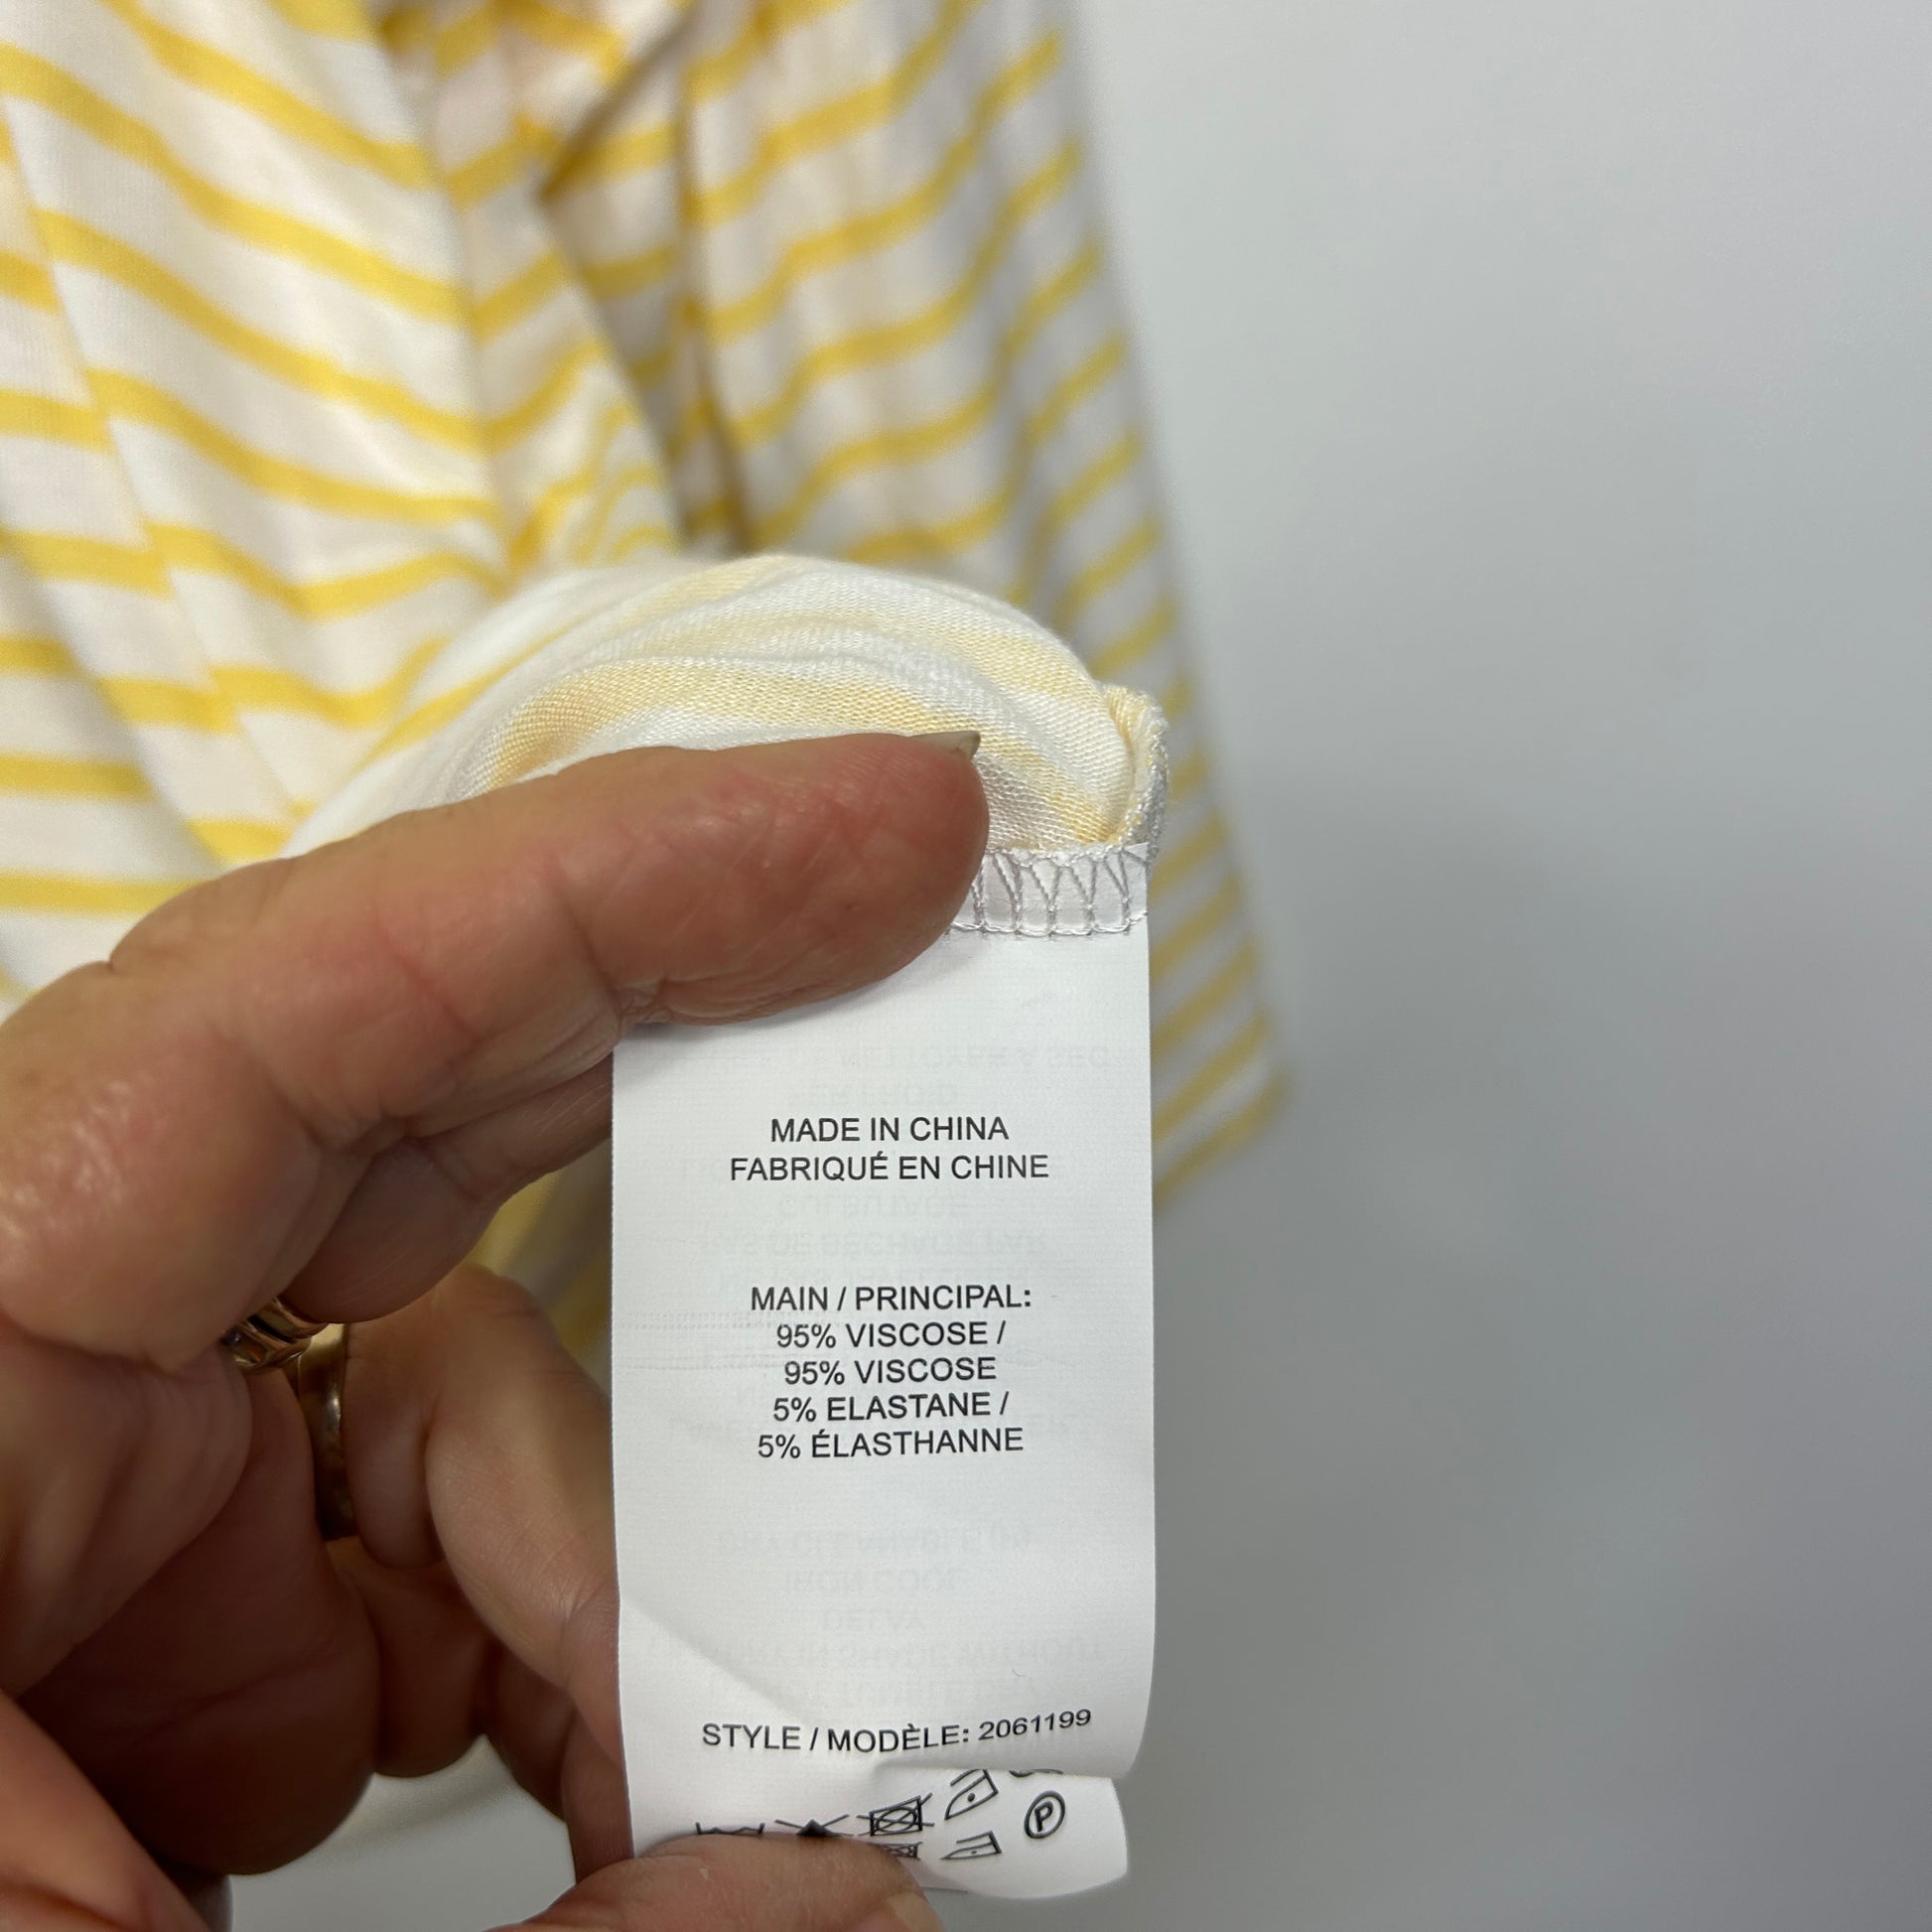 MADE IN CHINA
FABRIQUÉ EN CHINE
MAIN / PRINCIPAL:
95% VISCOSE /
95% VISCOSE
5% ELASTANE /
5% ÉLASTHANNE
STYLE / MODÈLE: 2061199
P